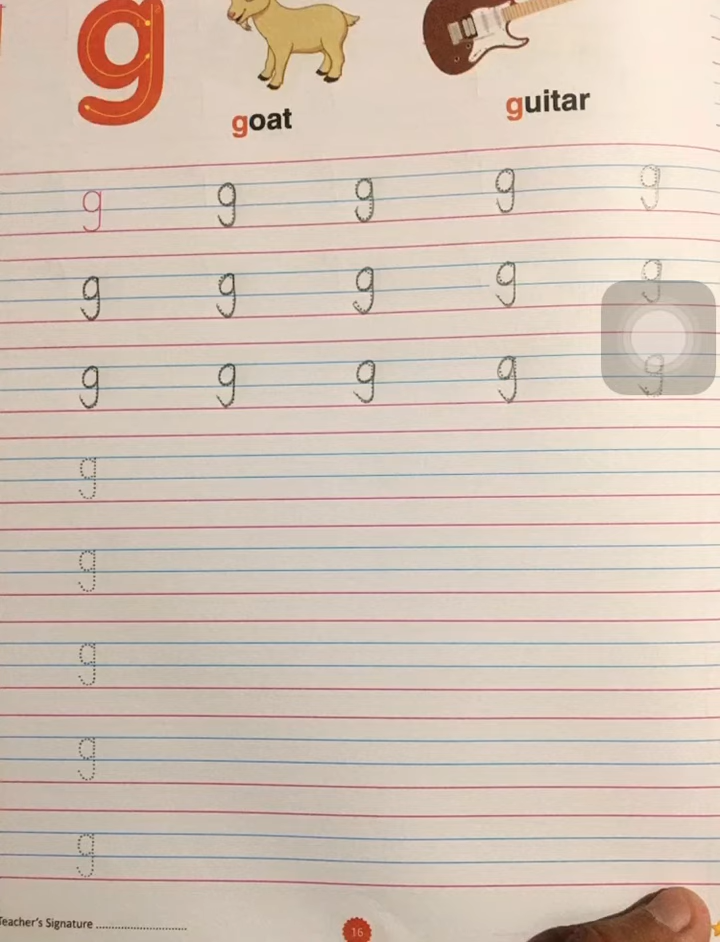 g
goat guitar
g g g g g
g g g g g
g g g g g
g
g
g
g
g
Teacher's Signature ..............................
16